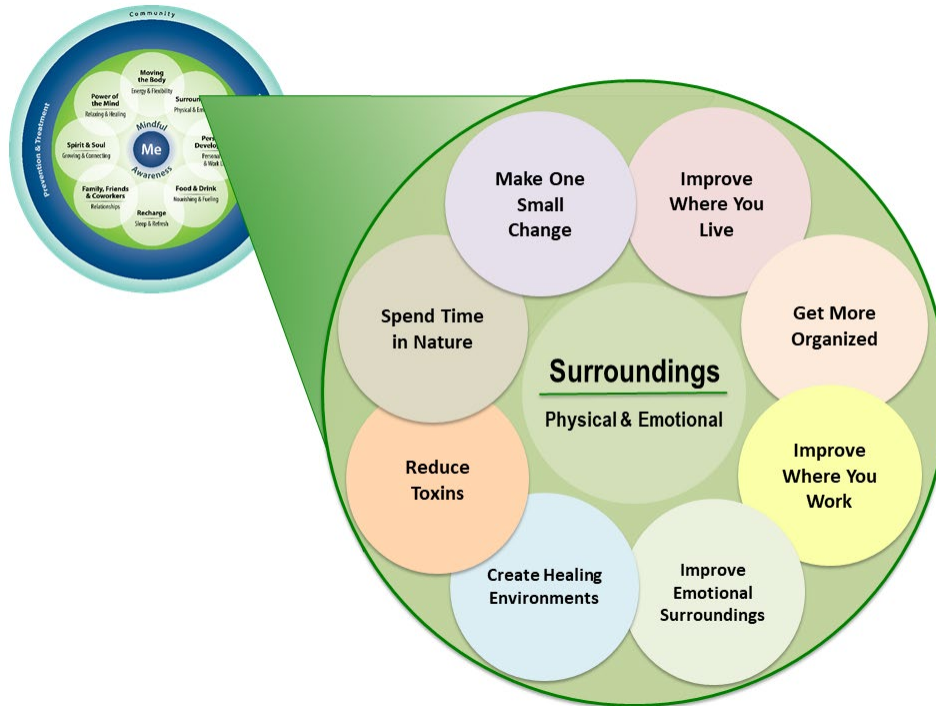 Community
Prevention & Treatment
Moving
the Body
Energy & Flexibility
Power of
the Mind
Relaxing & Healing
Spirit & Soul
Growing & Connecting
Family, Friends
& Coworkers
Relationships
Recharge
Sleep & Refresh
Food & Drink
Nourishing & Fueling
Mindful
Me
Awareness
Make One
Small
Change
Improve
Where You
Live
Get More
Organized
Improve
Where You
Work
Improve
Emotional
Surroundings
Create Healing
Environments
Reduce
Toxins
Spend Time
in Nature
Surroundings
Physical & Emotional